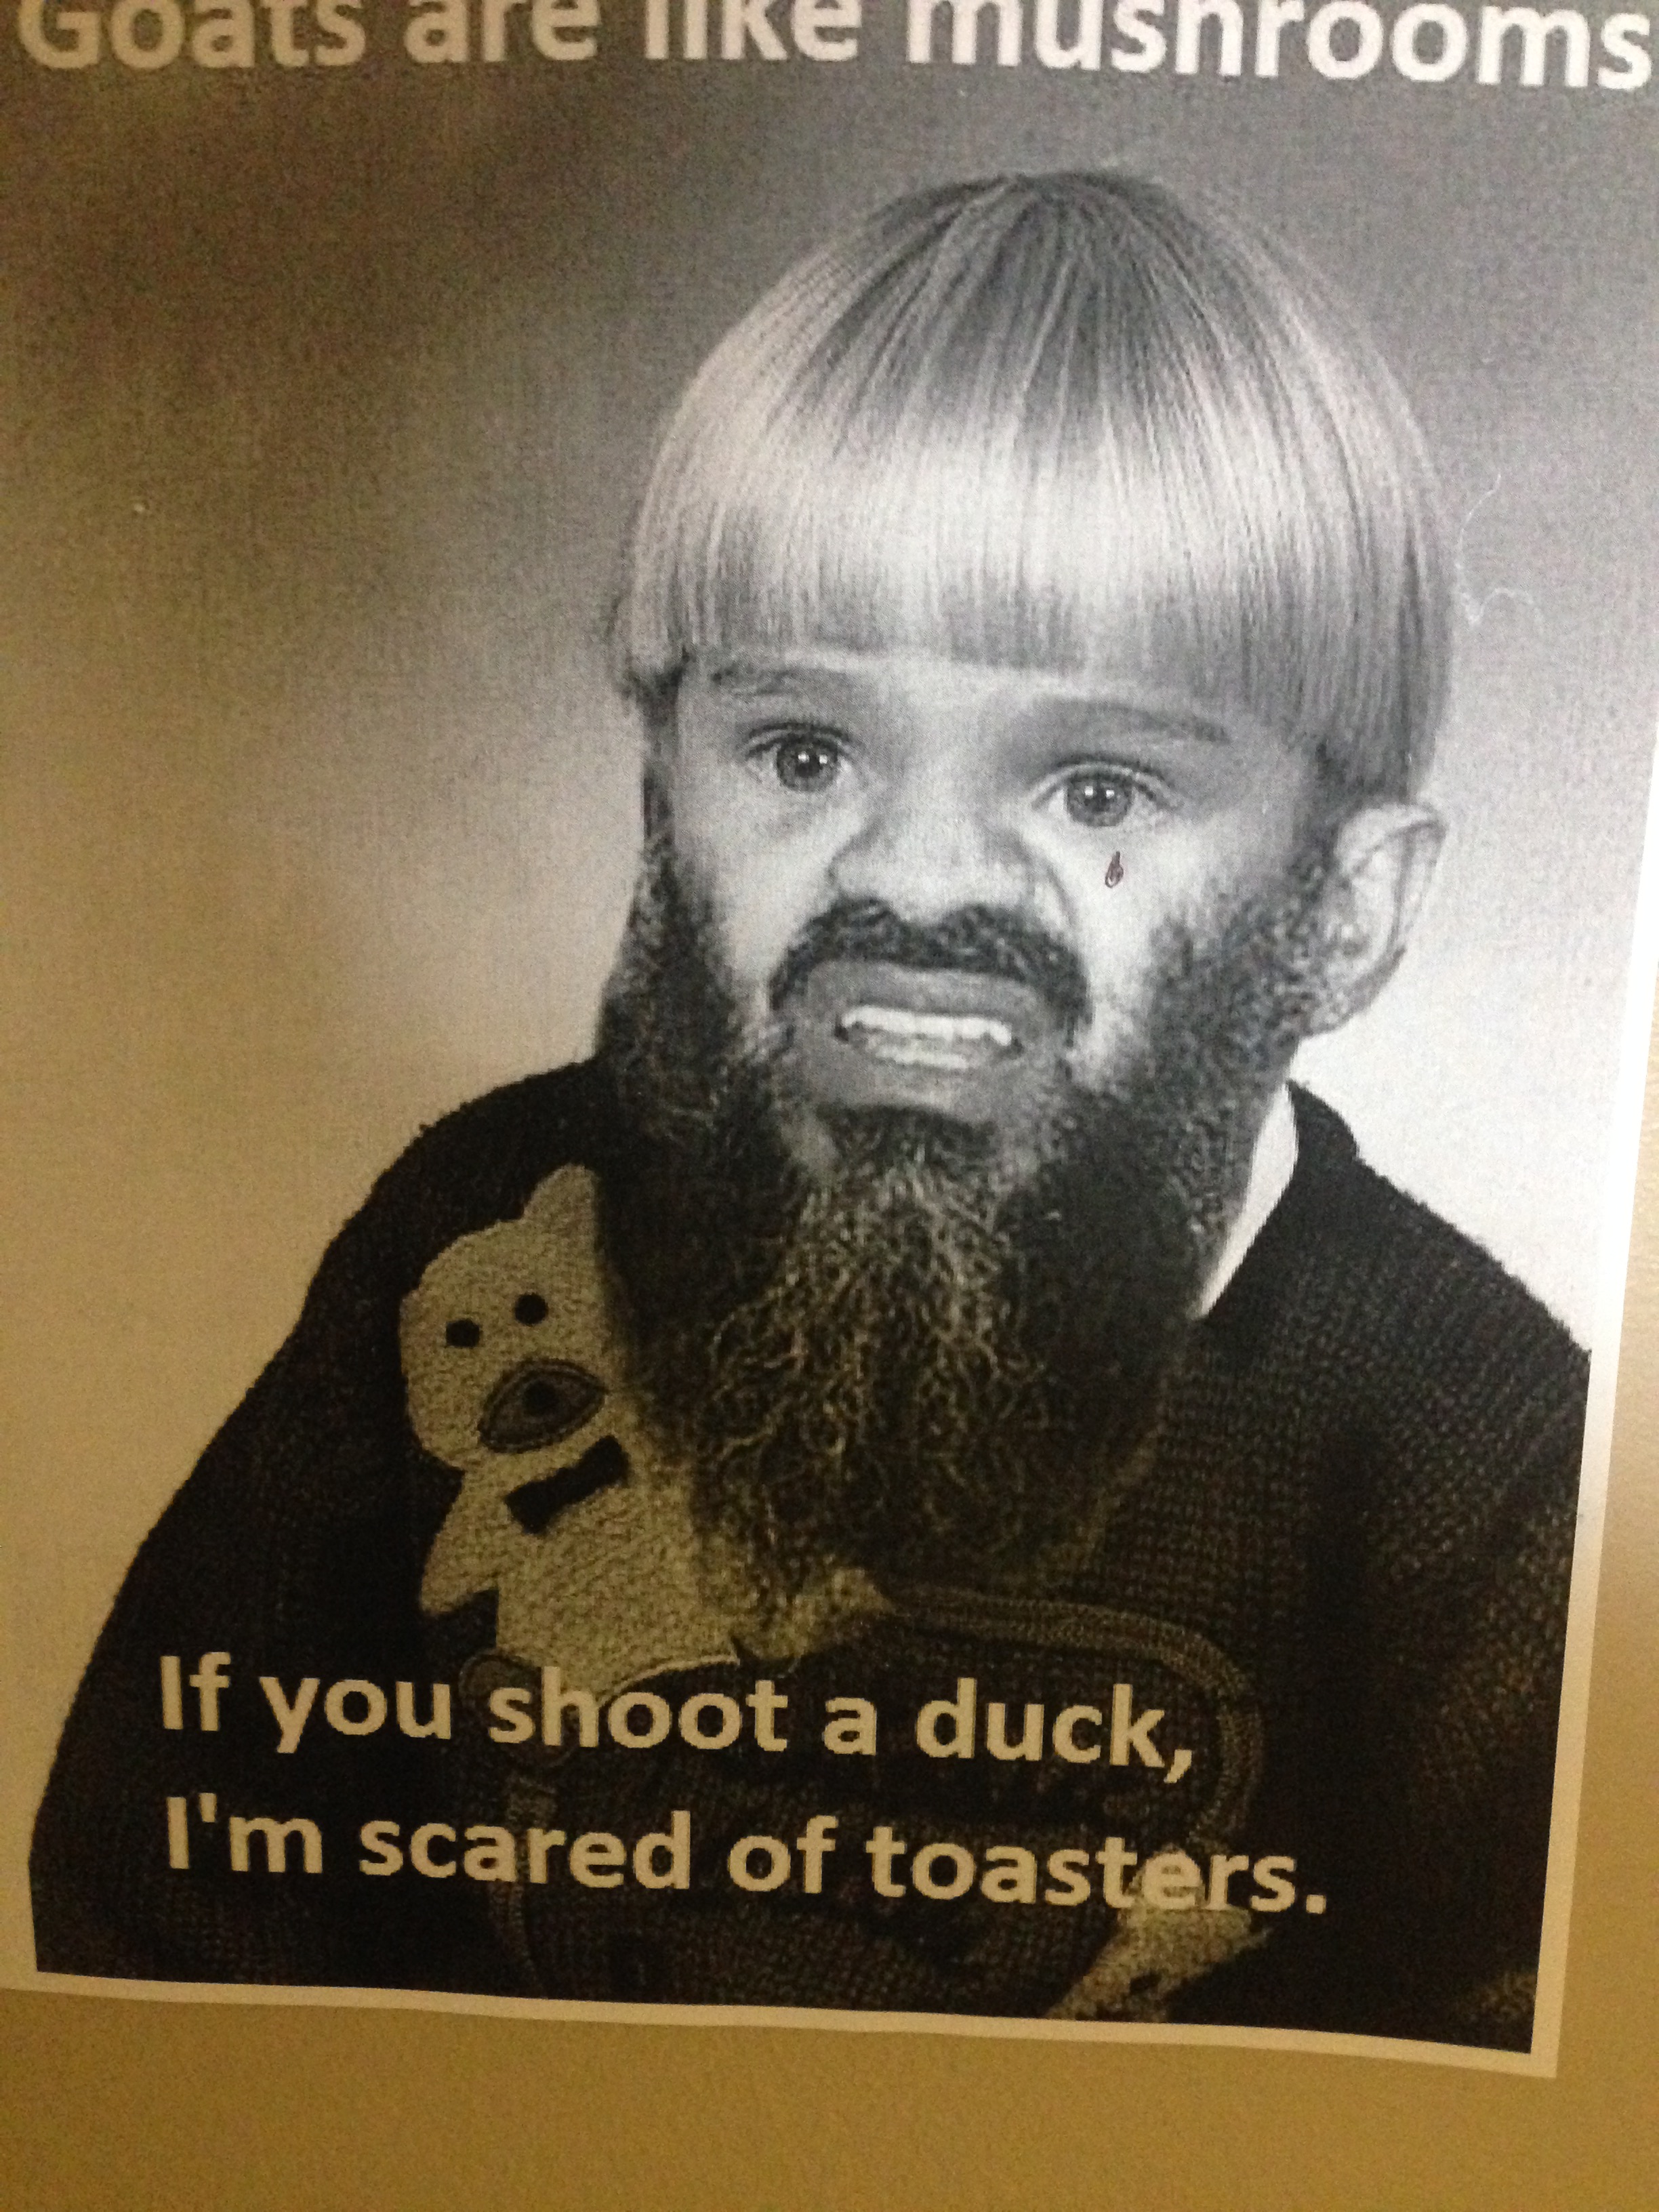 Goats are like mushrooms
If you shoot a duck,
I'm scared of toasters.